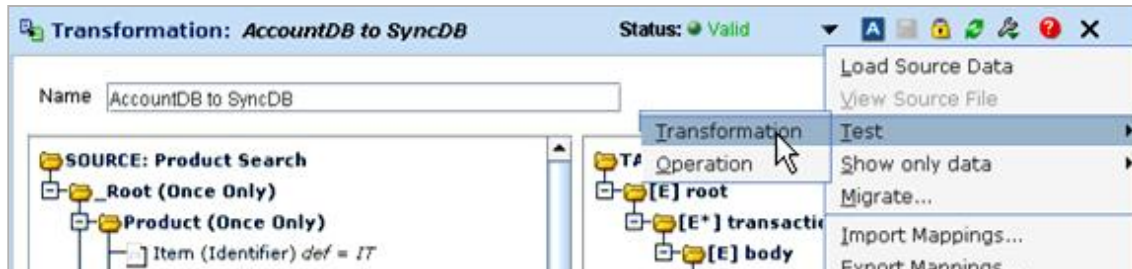 Transformation: AccountDB to SyncDB Status: Valid A ?
Load Source Data
Name AccountDB to SyncDB
View Source File
Transformation Test
SOURCE: Product Search
Operation Show only data
_Root (Once Only) [E] root
Migrate...
Product (Once Only) [E*]
Import Mappings...
Item (Identifier) def = IT [E] body
Export Mappings